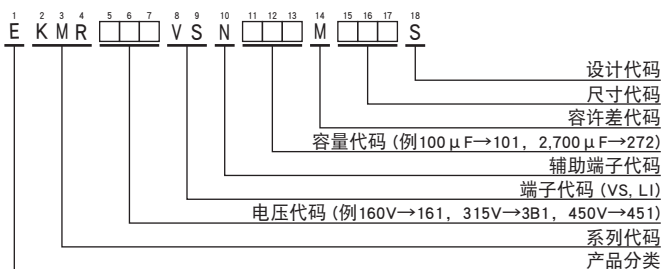 1 2 3 4 5 6 7 8 9 10 11 12 13 14 15 16 17 18
E KMR □□□ VS N □□□ M □□□ S
设计代码
尺寸代码
容许差代码
容量代码 (例100μF→101，2,700μF→272)
辅助端子代码
端子代码 (VS, LI)
电压代码 (例160V→161，315V→3B1，450V→451)
系列代码
产品分类